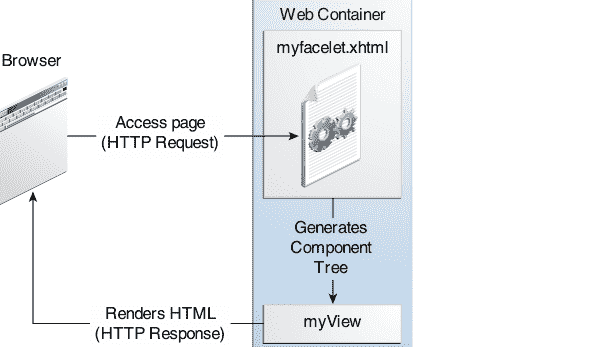 Web Container
myfacelet.xhtml
Browser
Access page
(HTTP Request)
Generates
Component
Tree
Renders HTML
(HTTP Response)
myView